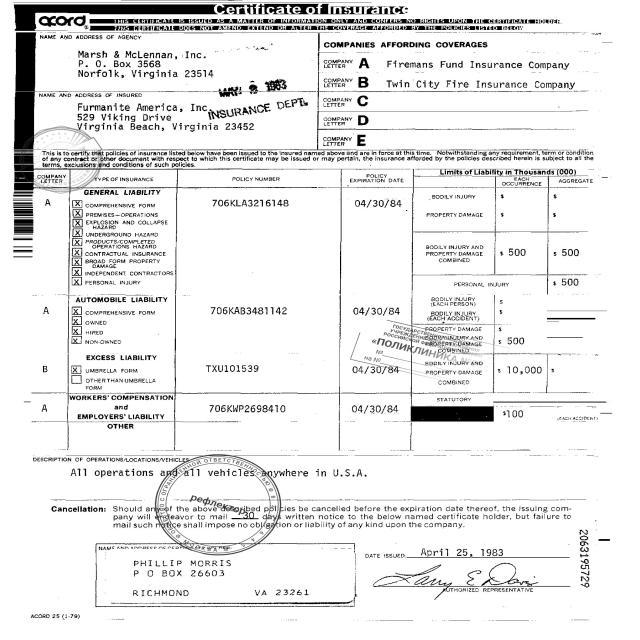 Certificate of Insurance
acord
THIS CERTIFICATE IS ISSUED AS A MATTER OF INFORMATION ONLY AND CONFERS NO RIGHTS UPON THE CERTIFICATE HOLDER.
THIS CERTIFICATE DOES NOT AMEND, EXTEND OR ALTER THE COVERAGE AFFORDED BY THE POLICIES LISTED BELOW
NAME AND ADDRESS OF AGENCY
Marsh & McLennan, Inc.
P. O. Box 3568
Norfolk, Virginia 23514
COMPANIES AFFORDING COVERAGES
COMPANY LETTER A Firemans Fund Insurance Company
COMPANY LETTER B Twin City Fire Insurance Company
COMPANY LETTER C
COMPANY LETTER D
COMPANY LETTER E
NAME AND ADDRESS OF INSURED
Furmanite America, Inc.
529 Viking Drive
Virginia Beach, Virginia 23452
1983
INSURANCE DEPT.
This is to certify that policies of insurance listed below have been issued to the insured named above and are in force at this time. Notwithstanding any requirement, term or condition
of any contract or other document with respect to which this certificate may be issued or may pertain, the insurance afforded by the policies described herein is subject to all the
terms, exclusions and conditions of such policies.
COMPANY LETTER
TYPE OF INSURANCE
POLICY NUMBER
POLICY EXPIRATION DATE
Limits of Liability in Thousands (000)
EACH OCCURRENCE
AGGREGATE
A
GENERAL LIABILITY
X COMPREHENSIVE FORM
X PREMISES—OPERATIONS
X EXPLOSION AND COLLAPSE HAZARD
X UNDERGROUND HAZARD
X PRODUCTS/COMPLETED OPERATIONS HAZARD
X CONTRACTUAL INSURANCE
X BROAD FORM PROPERTY DAMAGE
X INDEPENDENT CONTRACTORS
X PERSONAL INJURY
706KLA3216148
04/30/84
BODILY INJURY $ $
PROPERTY DAMAGE $ $
BODILY INJURY AND PROPERTY DAMAGE COMBINED $ 500 $ 500
PERSONAL INJURY $ 500
A
AUTOMOBILE LIABILITY
X COMPREHENSIVE FORM
X OWNED
X HIRED
X NON-OWNED
706KAB3481142
04/30/84
BODILY INJURY (EACH PERSON) $
BODILY INJURY (EACH ACCIDENT) $
PROPERTY DAMAGE $
BODILY INJURY AND PROPERTY DAMAGE COMBINED $ 500
«ПОЛИКЛИНИКА
B
EXCESS LIABILITY
X UMBRELLA FORM
OTHER THAN UMBRELLA FORM
TXU101539
04/30/84
BODILY INJURY AND PROPERTY DAMAGE COMBINED $ 10,000 $
A
WORKERS' COMPENSATION
and
EMPLOYERS' LIABILITY
706KWP2698410
04/30/84
STATUTORY
$100
(EACH ACCIDENT)
OTHER
DESCRIPTION OF OPERATIONS/LOCATIONS/VEHICLES
All operations and all vehicles anywhere in U.S.A.
рефлектор
Cancellation: Should any of the above described policies be cancelled before the expiration date thereof, the issuing company
will endeavor to mail 30 days written notice to the below named certificate holder, but failure to
mail such notice shall impose no obligation or liability of any kind upon the company.
NAME AND ADDRESS OF CERTIFICATE HOLDER
PHILLIP MORRIS
P O BOX 26603
RICHMOND VA 23261
DATE ISSUED April 25, 1983
Larry E Davis
AUTHORIZED REPRESENTATIVE
2063195729
ACORD 25 (1-79)